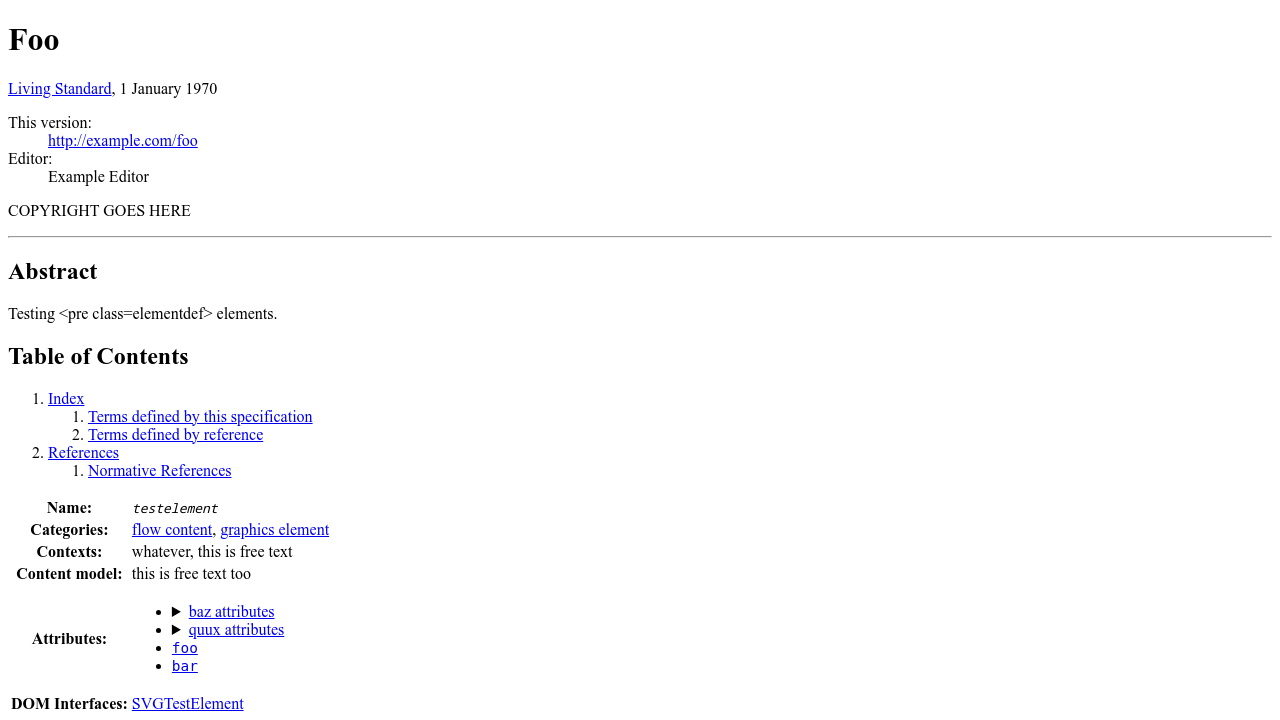 Foo
Living Standard, 1 January 1970
This version:
http://example.com/foo
Editor:
Example Editor
COPYRIGHT GOES HERE
Abstract
Testing <pre class=elementdef> elements.
Table of Contents
1. Index
1. Terms defined by this specification
2. Terms defined by reference
2. References
1. Normative References
Name: testelement
Categories: flow content, graphics element
Contexts: whatever, this is free text
Content model: this is free text too
Attributes:
• ▶ baz attributes
• ▶ quux attributes
• foo
• bar
DOM Interfaces: SVGTestElement